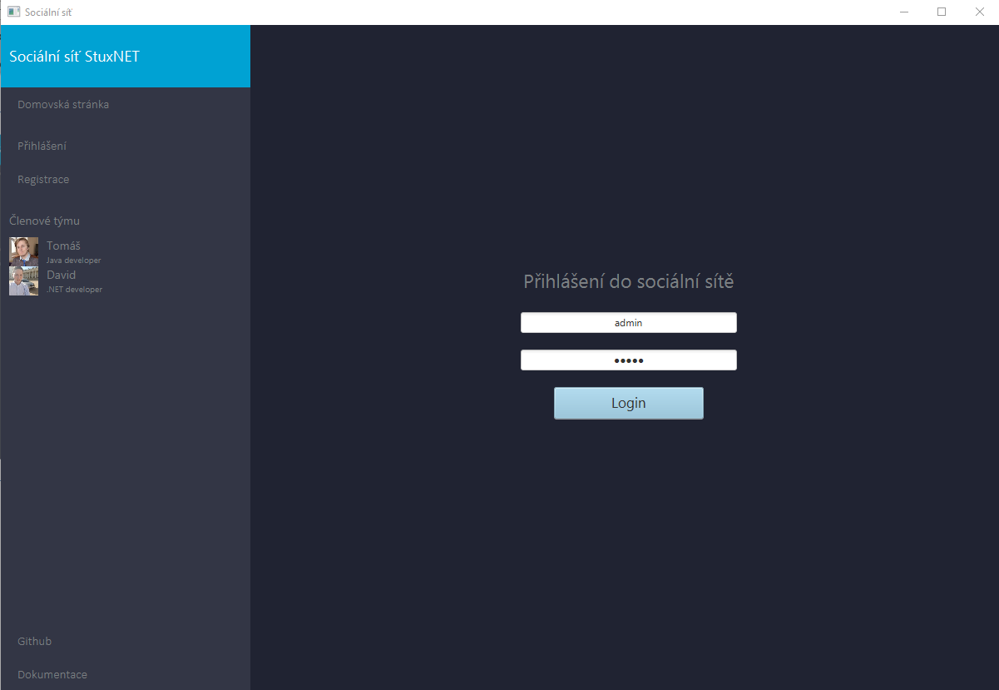 Sociální síť
Sociální síť StuxNET
Domovská stránka
Přihlášení
Registrace
Členové týmu
Tomáš
Java developer
David
.NET developer
Github
Dokumentace
Přihlášení do sociální sítě
admin
•••••
Login